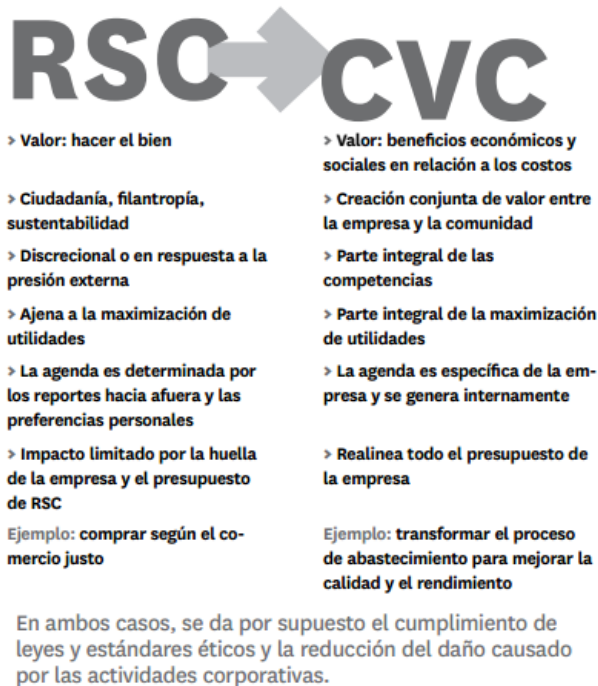 RSC
CVC
> Valor: hacer el bien
> Valor: beneficios económicos y
sociales en relación a los costos
> Ciudadanía, filantropía,
sustentabilidad
> Creación conjunta de valor entre
la empresa y la comunidad
> Discrecional o en respuesta a la
presión externa
> Parte integral de las
competencias
> Ajena a la maximización de
utilidades
> Parte integral de la maximización
de utilidades
> La agenda es determinada por
los reportes hacia afuera y las
preferencias personales
> La agenda es específica de la em-
presa y se genera internamente
> Impacto limitado por la huella
de la empresa y el presupuesto
de RSC
> Realinea todo el presupuesto de
la empresa
Ejemplo: comprar según el co-
mercio justo
Ejemplo: transformar el proceso
de abastecimiento para mejorar la
calidad y el rendimiento
En ambos casos, se da por supuesto el cumplimiento de
leyes y estándares éticos y la reducción del daño causado
por las actividades corporativas.